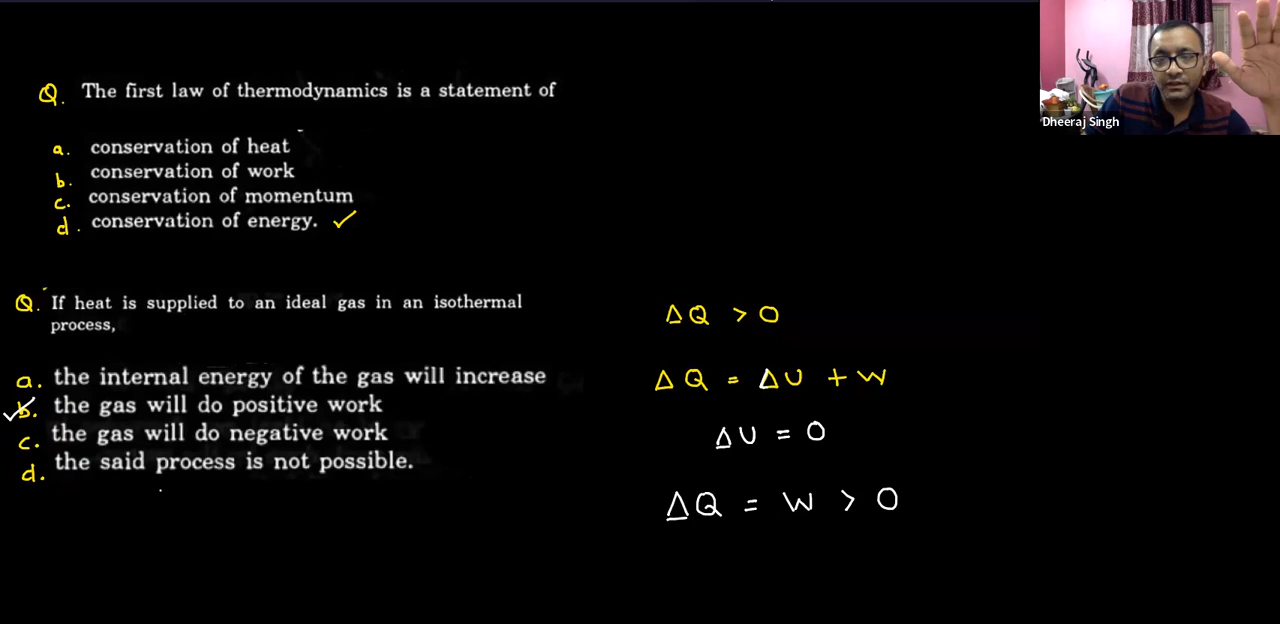 Q. The first law of thermodynamics is a statement of
a. conservation of heat
b. conservation of work
c. conservation of momentum
d. conservation of energy. ✓
Q. If heat is supplied to an ideal gas in an isothermal
process,
a. the internal energy of the gas will increase
✓b. the gas will do positive work
c. the gas will do negative work
d. the said process is not possible.
ΔQ > 0
ΔQ = ΔU + W
ΔU = 0
ΔQ = W > 0
Dheeraj Singh